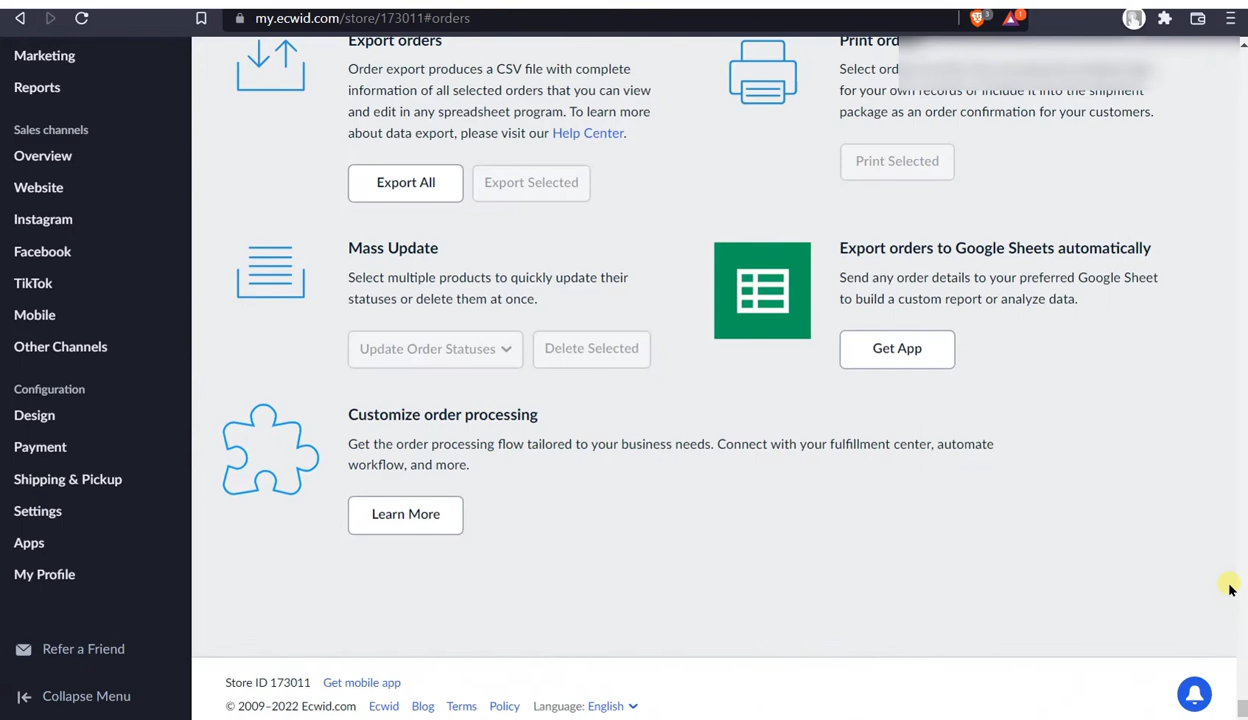 my.ecwid.com/store/173011#orders
3
1
Marketing
Reports
Sales channels
Overview
Website
Instagram
Facebook
TikTok
Mobile
Other Channels
Configuration
Design
Payment
Shipping & Pickup
Settings
Apps
My Profile
Refer a Friend
Collapse Menu
Export orders
Order export produces a CSV file with complete
information of all selected orders that you can view
and edit in any spreadsheet program. To learn more
about data export, please visit our Help Center.
Export All
Export Selected
Print
Select
for your own records or include it into the shipment
package as an order confirmation for your customers.
Print Selected
Mass Update
Select multiple products to quickly update their
statuses or delete them at once.
Update Order Statuses
Delete Selected
Export orders to Google Sheets automatically
Send any order details to your preferred Google Sheet
to build a custom report or analyze data.
Get App
Customize order processing
Get the order processing flow tailored to your business needs. Connect with your fulfillment center, automate
workflow, and more.
Learn More
Store ID 173011 Get mobile app
© 2009–2022 Ecwid.com Ecwid Blog Terms Policy Language: English